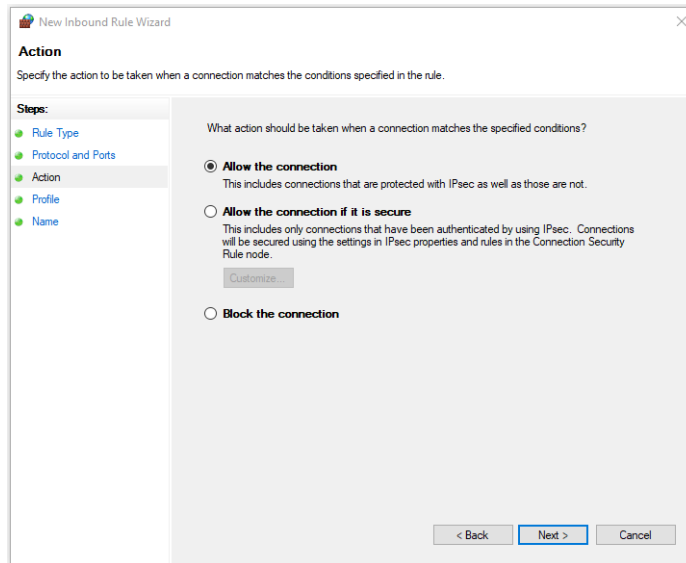 New Inbound Rule Wizard
Action
Specify the action to be taken when a connection matches the conditions specified in the rule.
Steps:
Rule Type
Protocol and Ports
Action
Profile
Name
What action should be taken when a connection matches the specified conditions?
Allow the connection
This includes connections that are protected with IPsec as well as those are not.
Allow the connection if it is secure
This includes only connections that have been authenticated by using IPsec. Connections
will be secured using the settings in IPsec properties and rules in the Connection Security
Rule node.
Customize...
Block the connection
< Back
Next >
Cancel